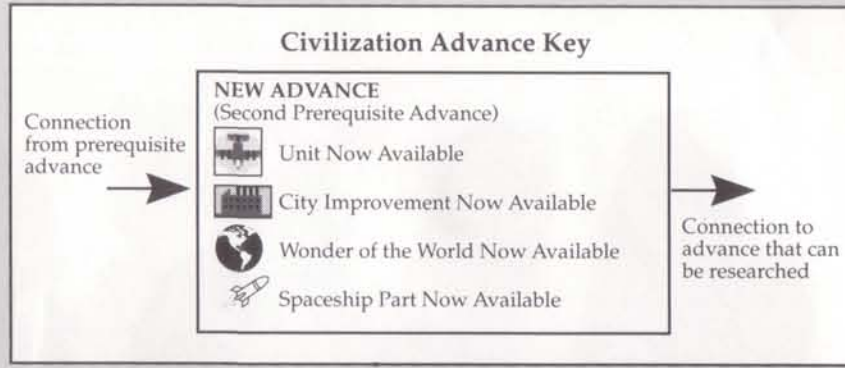 Civilization Advance Key
Connection
from prerequisite
advance
NEW ADVANCE
(Second Prerequisite Advance)
Unit Now Available
City Improvement Now Available
Wonder of the World Now Available
Spaceship Part Now Available
Connection to
advance that can
be researched